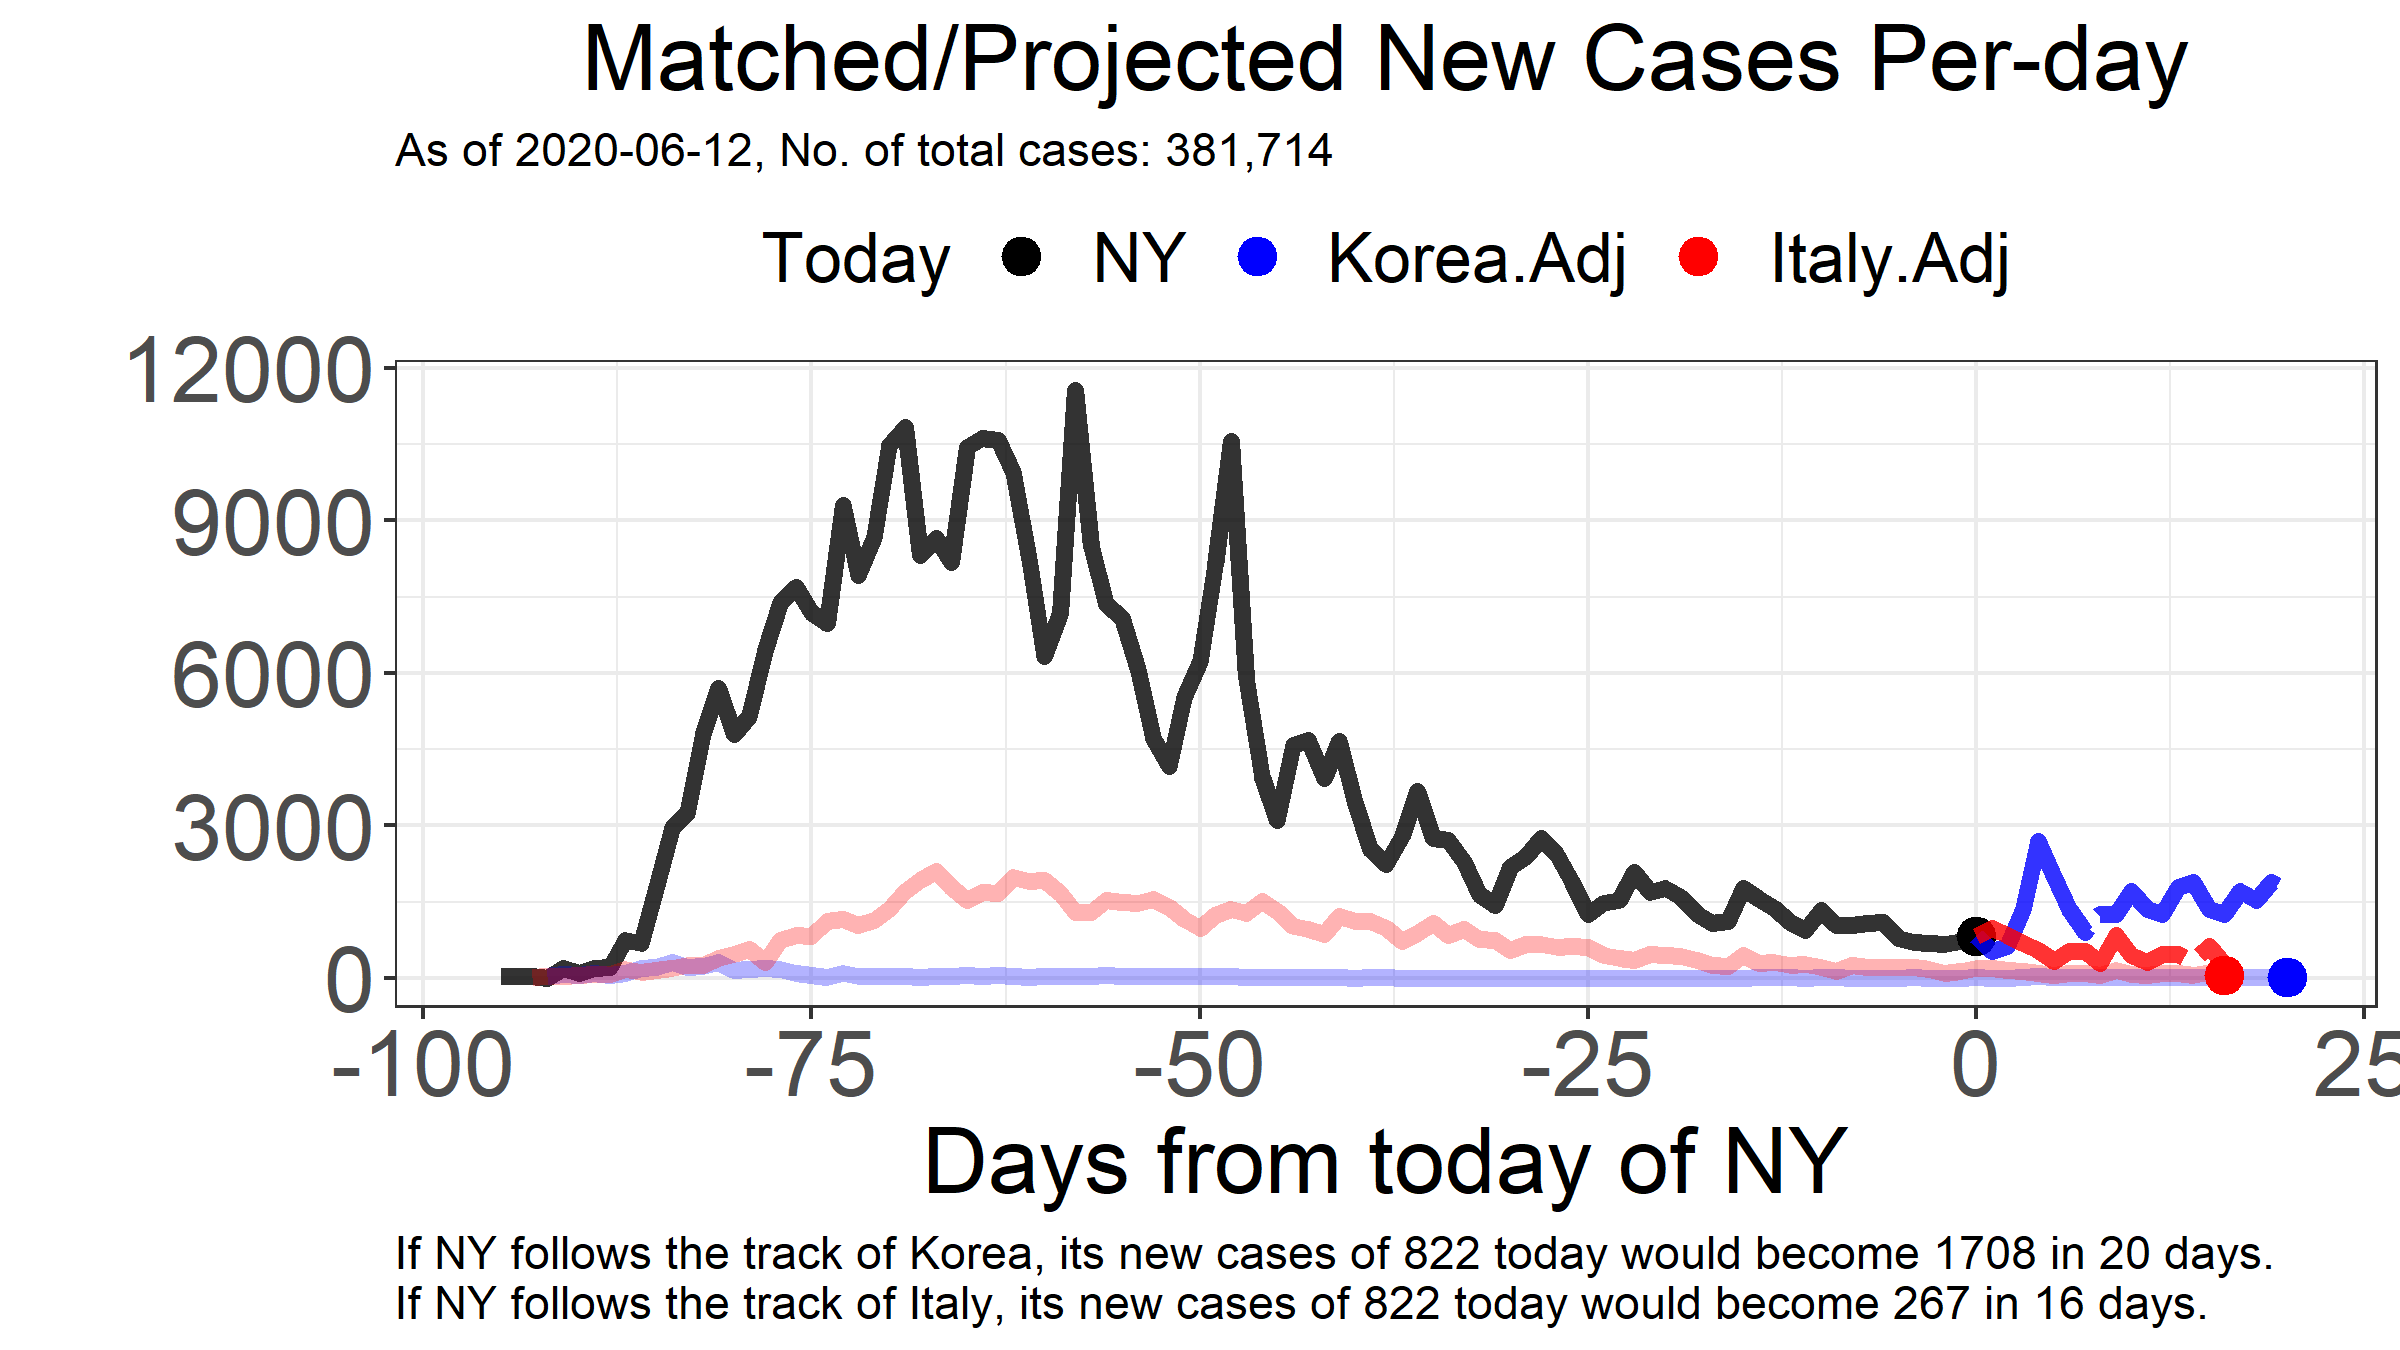 Matched/Projected New Cases Per-day
As of 2020-06-12, No. of total cases: 381,714
Today NY Korea.Adj Italy.Adj
12000
9000
6000
3000
0
-100 -75 -50 -25 0 25
Days from today of NY
If NY follows the track of Korea, its new cases of 822 today would become 1708 in 20 days.
If NY follows the track of Italy, its new cases of 822 today would become 267 in 16 days.